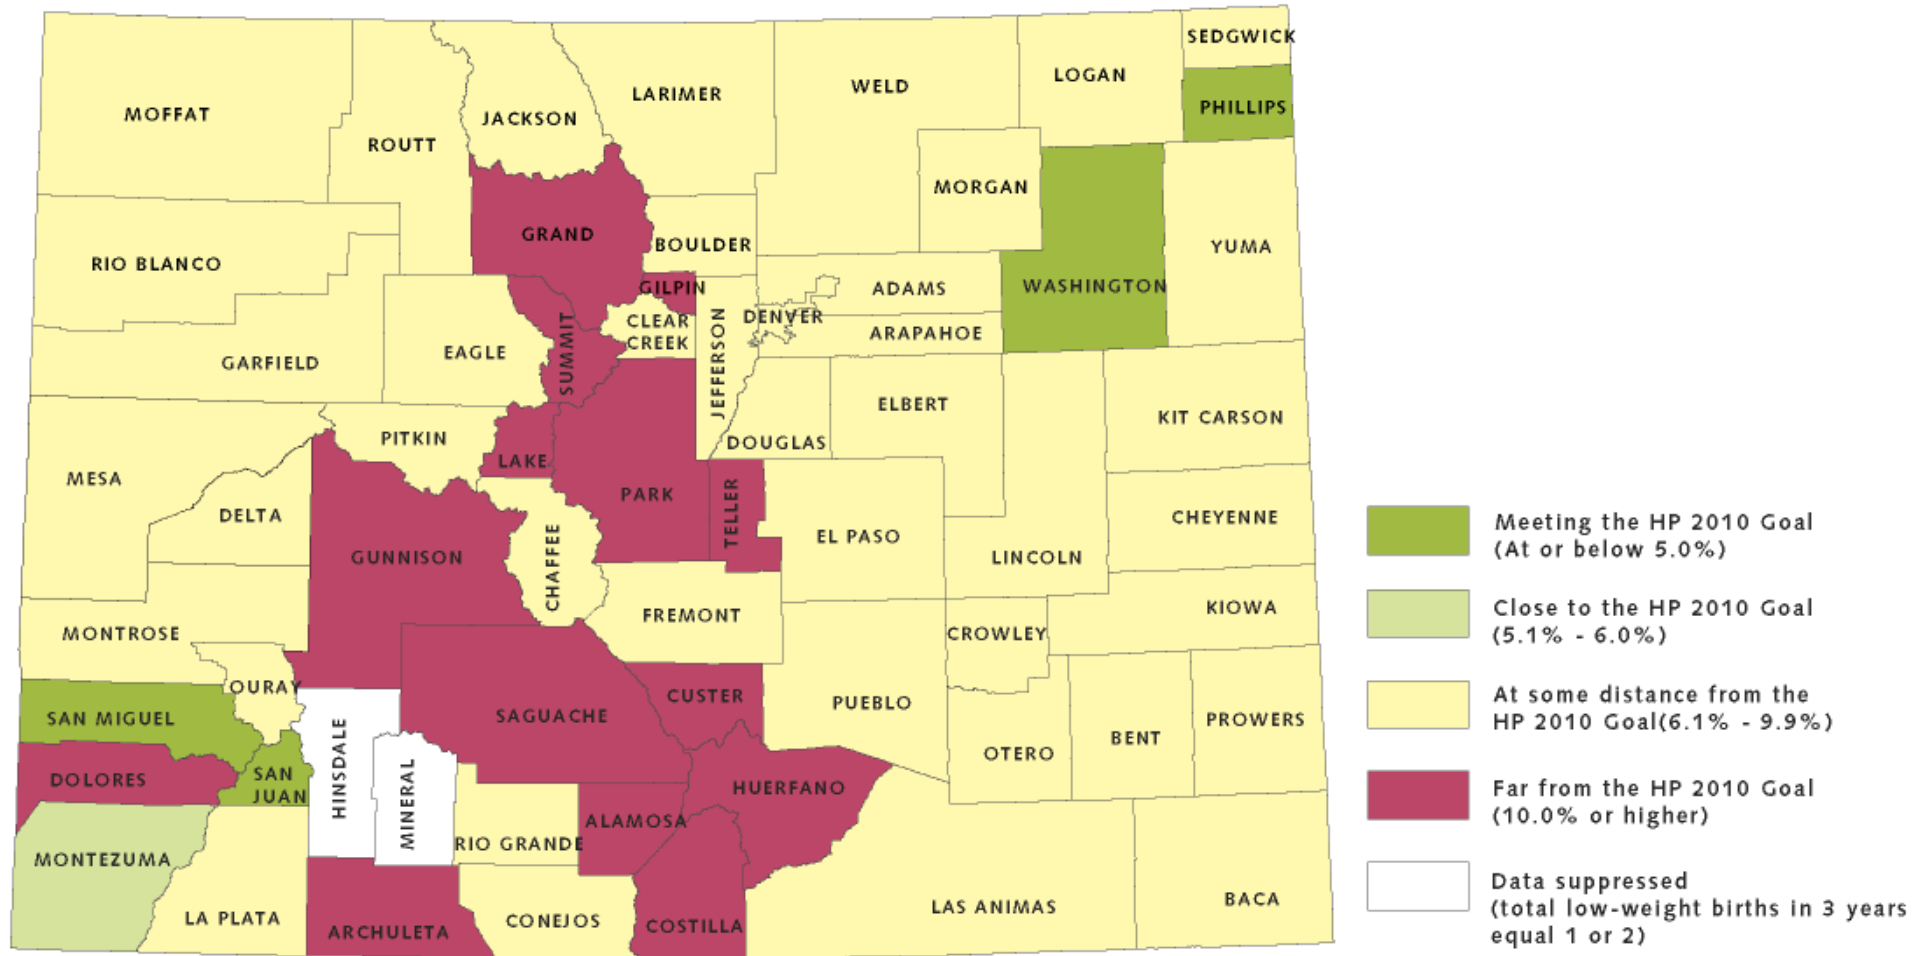 SEDGWICK
LOGAN
WELD
LARIMER
PHILLIPS
MOFFAT
JACKSON
ROUTT
MORGAN
GRAND
BOULDER
YUMA
RIO BLANCO
GILPIN
ADAMS
WASHINGTON
CLEAR
CREEK
DENVER
ARAPAHOE
EAGLE
SUMMIT
JEFFERSON
GARFIELD
ELBERT
KIT CARSON
PITKIN
DOUGLAS
LAKE
MESA
PARK
TELLER
DELTA
CHEYENNE
EL PASO
GUNNISON
CHAFFEE
LINCOLN
FREMONT
KIOWA
MONTROSE
CROWLEY
OURAY
CUSTER
PUEBLO
SAN MIGUEL
SAGUACHE
PROWERS
HINSDALE
OTERO
BENT
DOLORES
SAN
JUAN
HUERFANO
MINERAL
ALAMOSA
RIO GRANDE
MONTEZUMA
LA PLATA
ARCHULETA
CONEJOS
COSTILLA
LAS ANIMAS
BACA
Meeting the HP 2010 Goal
(At or below 5.0%)
Close to the HP 2010 Goal
(5.1% - 6.0%)
At some distance from the
HP 2010 Goal(6.1% - 9.9%)
Far from the HP 2010 Goal
(10.0% or higher)
Data suppressed
(total low-weight births in 3 years
equal 1 or 2)